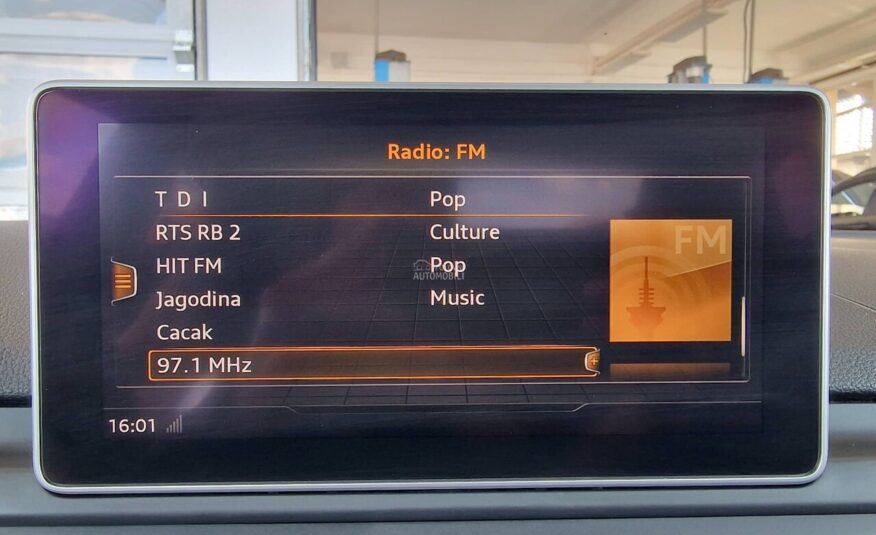 Radio: FM
T D I Pop
RTS RB 2 Culture
FM
HIT FM Pop
AUTOMOBILI
Jagodina Music
Cacak
97.1 MHz
16:01